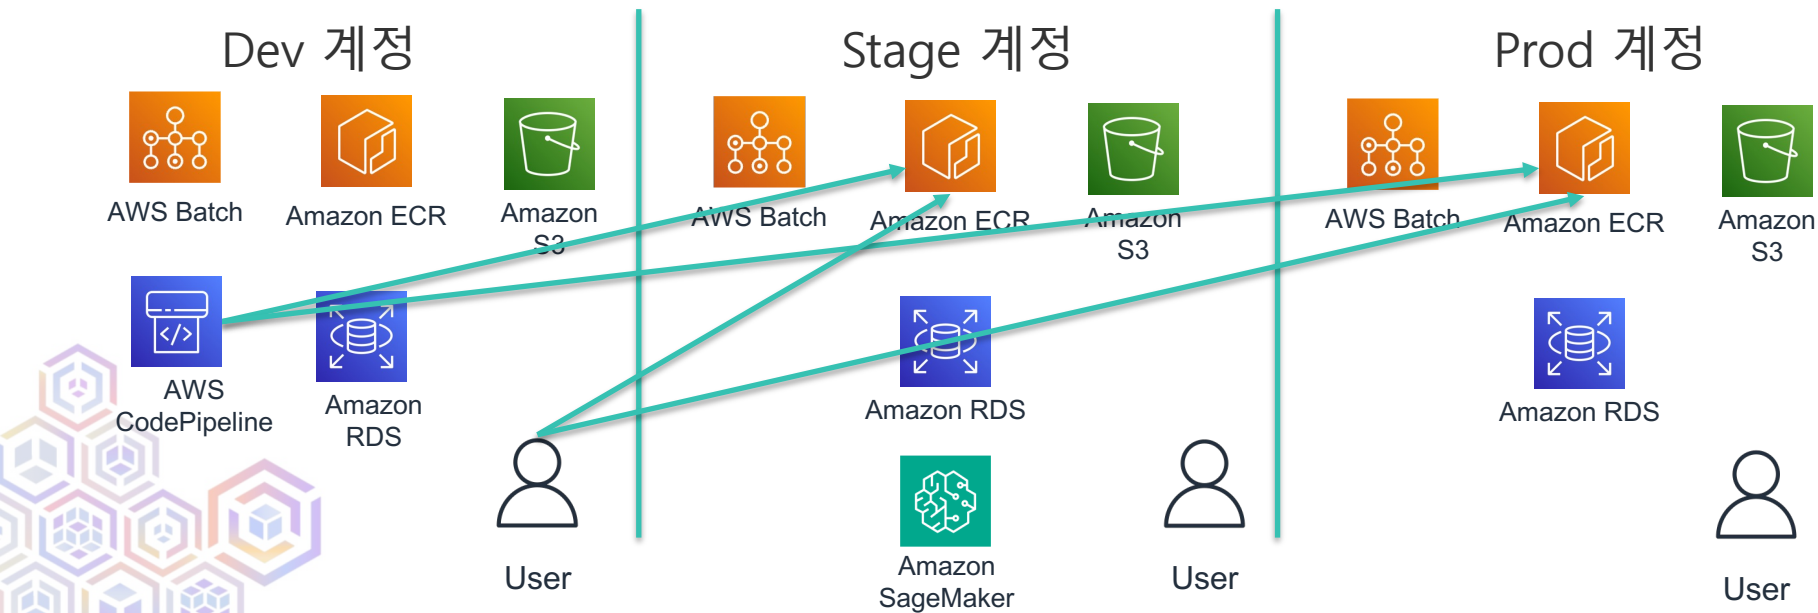 Dev 계정
AWS Batch
Amazon ECR
Amazon
S3
</>
AWS
CodePipeline
Amazon
RDS
User
Stage 계정
AWS Batch
Amazon ECR
Amazon
S3
Amazon RDS
Amazon
SageMaker
User
Prod 계정
AWS Batch
Amazon ECR
Amazon
S3
Amazon RDS
User